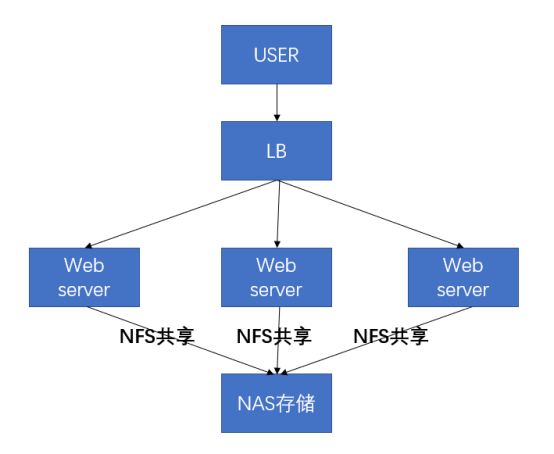 USER
LB
Web
server
Web
server
Web
server
NFS共享
NFS共享
NFS共享
NAS存储